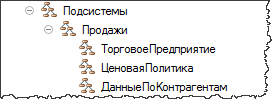 Подсистемы
Продажи
ТорговоеПредприятие
ЦеноваяПолитика
ДанныеПоКонтрагентам